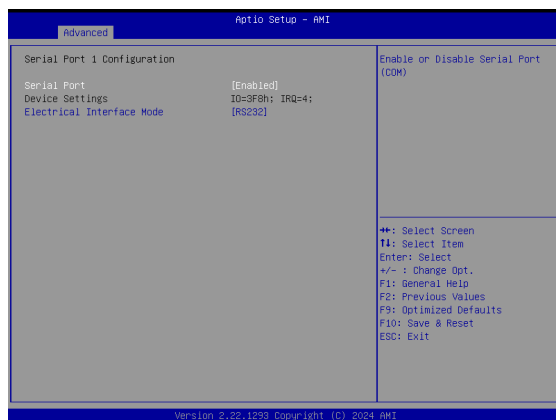 Aptio Setup – AMI
Advanced
Serial Port 1 Configuration
Serial Port [Enabled]
Device Settings IO=3F8h; IRQ=4;
Electrical Interface Mode [RS232]
Enable or Disable Serial Port
(COM)
→←: Select Screen
↑↓: Select Item
Enter: Select
+/- : Change Opt.
F1: General Help
F2: Previous Values
F9: Optimized Defaults
F10: Save & Reset
ESC: Exit
Version 2.22.1293 Copyright (C) 2024 AMI